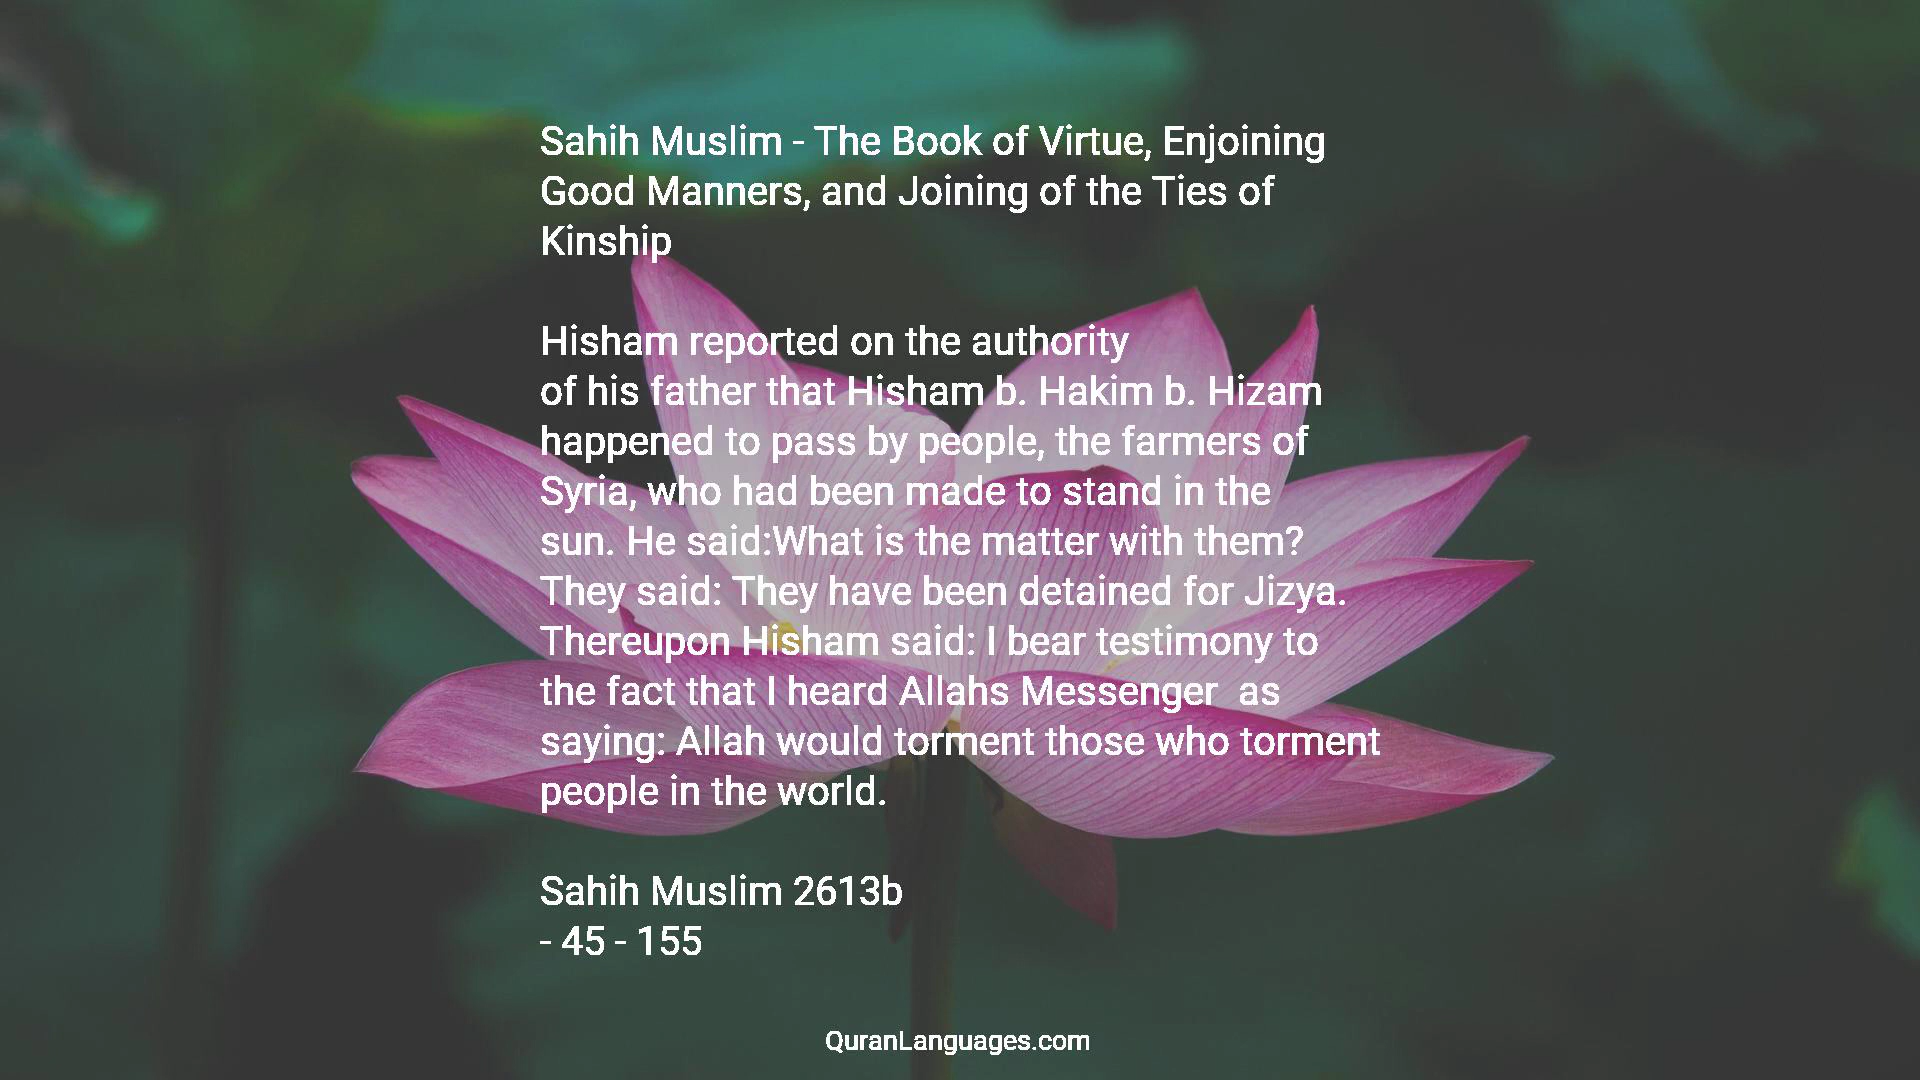 Sahih Muslim - The Book of Virtue, Enjoining
Good Manners, and Joining of the Ties of
Kinship
Hisham reported on the authority
of his father that Hisham b. Hakim b. Hizam
happened to pass by people, the farmers of
Syria, who had been made to stand in the
sun. He said:What is the matter with them?
They said: They have been detained for Jizya.
Thereupon Hisham said: I bear testimony to
the fact that I heard Allahs Messenger  as
saying: Allah would torment those who torment
people in the world.
Sahih Muslim 2613b
- 45 - 155
QuranLanguages.com